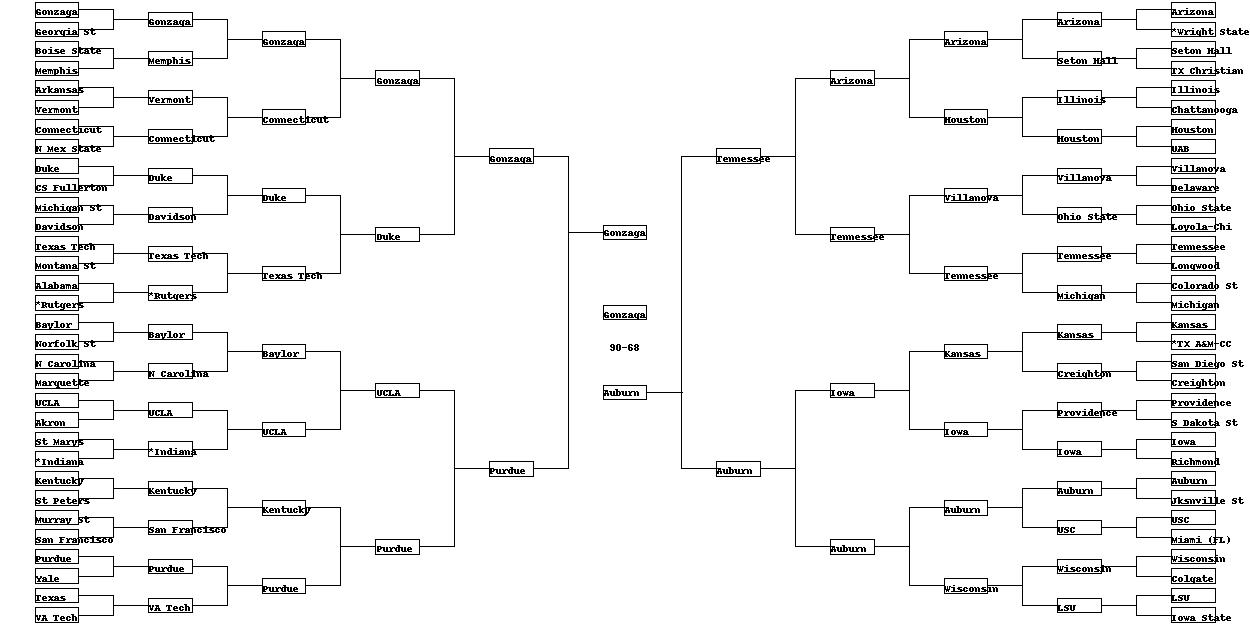 Gonzaga
Georgia St
Boise State
Memphis
Arkansas
Vermont
Connecticut
N Mex State
Duke
CS Fullerton
Michigan St
Davidson
Texas Tech
Montana St
Alabama
*Rutgers
Baylor
Norfolk St
N Carolina
Marquette
UCLA
Akron
St Marys
*Indiana
Kentucky
St Peters
Murray St
San Francisco
Purdue
Yale
Texas
VA Tech
Gonzaga
Memphis
Vermont
Connecticut
Duke
Davidson
Texas Tech
*Rutgers
Baylor
N Carolina
UCLA
*Indiana
Kentucky
San Francisco
Purdue
VA Tech
Gonzaga
Connecticut
Duke
Texas Tech
Baylor
UCLA
Kentucky
Purdue
Gonzaga
Duke
UCLA
Purdue
Gonzaga
Purdue
Gonzaga
Gonzaga
90-68
Auburn
Tennessee
Auburn
Arizona
Tennessee
Iowa
Auburn
Arizona
Houston
Villanova
Tennessee
Kansas
Iowa
Auburn
Wisconsin
Arizona
Seton Hall
Illinois
Houston
Villanova
Ohio State
Tennessee
Michigan
Kansas
Creighton
Providence
Iowa
Auburn
USC
Wisconsin
LSU
Arizona
*Wright State
Seton Hall
TX Christian
Illinois
Chattanooga
Houston
UAB
Villanova
Delaware
Ohio State
Loyola-Chi
Tennessee
Longwood
Colorado St
Michigan
Kansas
*TX A&M-CC
San Diego St
Creighton
Providence
S Dakota St
Iowa
Richmond
Auburn
Jksnville St
USC
Miami (FL)
Wisconsin
Colgate
LSU
Iowa State